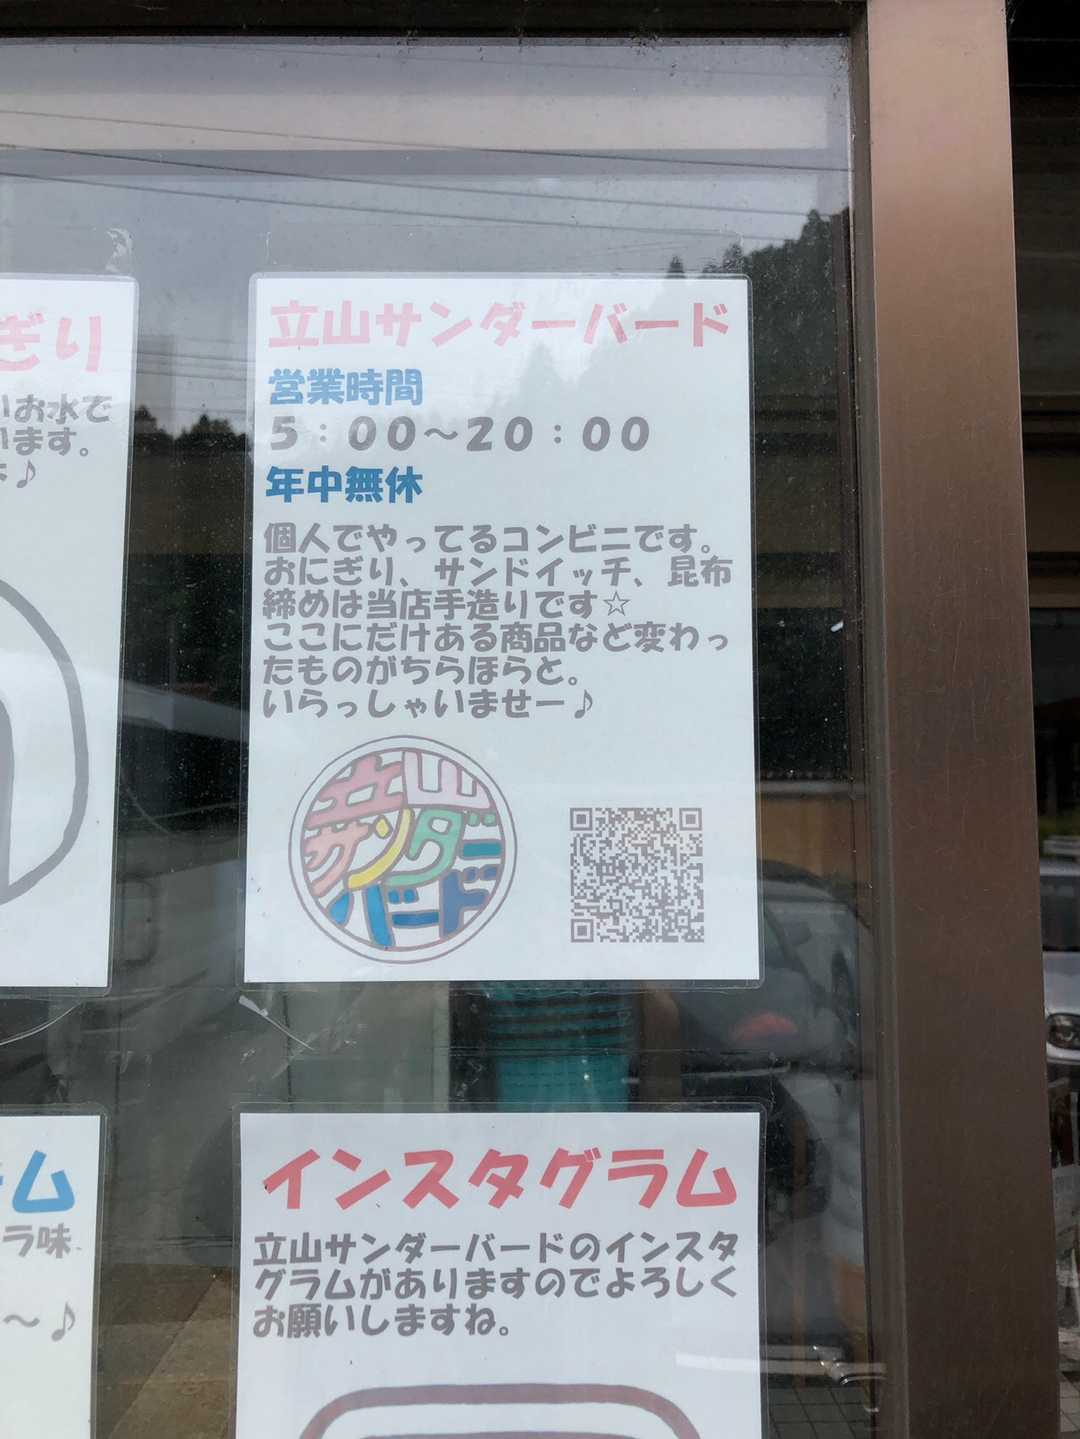 ぎり
いお水で
います。
♪
立山サンダーバード
営業時間
5：00～20：00
年中無休
個人でやってるコンビニです。
おにぎり、サンドイッチ、昆布
締めは当店手造りです☆
ここにだけある商品など変わっ
たものがちらほらと。
いらっしゃいませー♪
立山
サンダー
バード
ム
ラ味
～♪
インスタグラム
立山サンダーバードのインスタ
グラムがありますのでよろしく
お願いしますね。